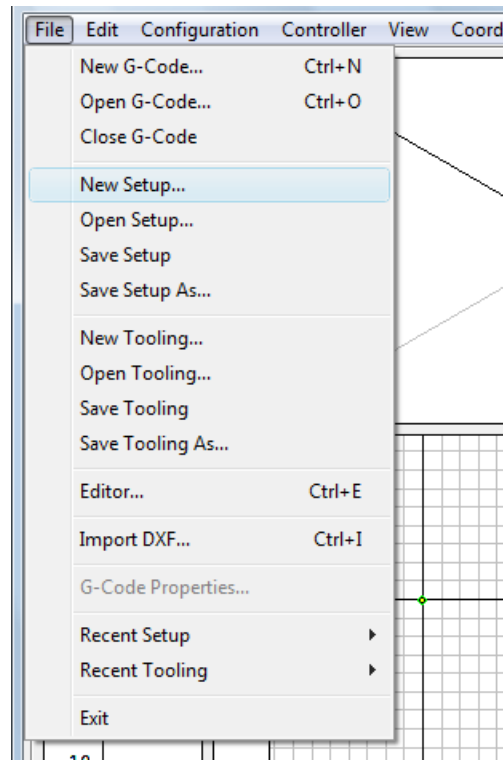 File Edit Configuration Controller View Coord
New G-Code... Ctrl+N
Open G-Code... Ctrl+O
Close G-Code
New Setup...
Open Setup...
Save Setup
Save Setup As...
New Tooling...
Open Tooling...
Save Tooling
Save Tooling As...
Editor... Ctrl+E
Import DXF... Ctrl+I
G-Code Properties...
Recent Setup
Recent Tooling
Exit